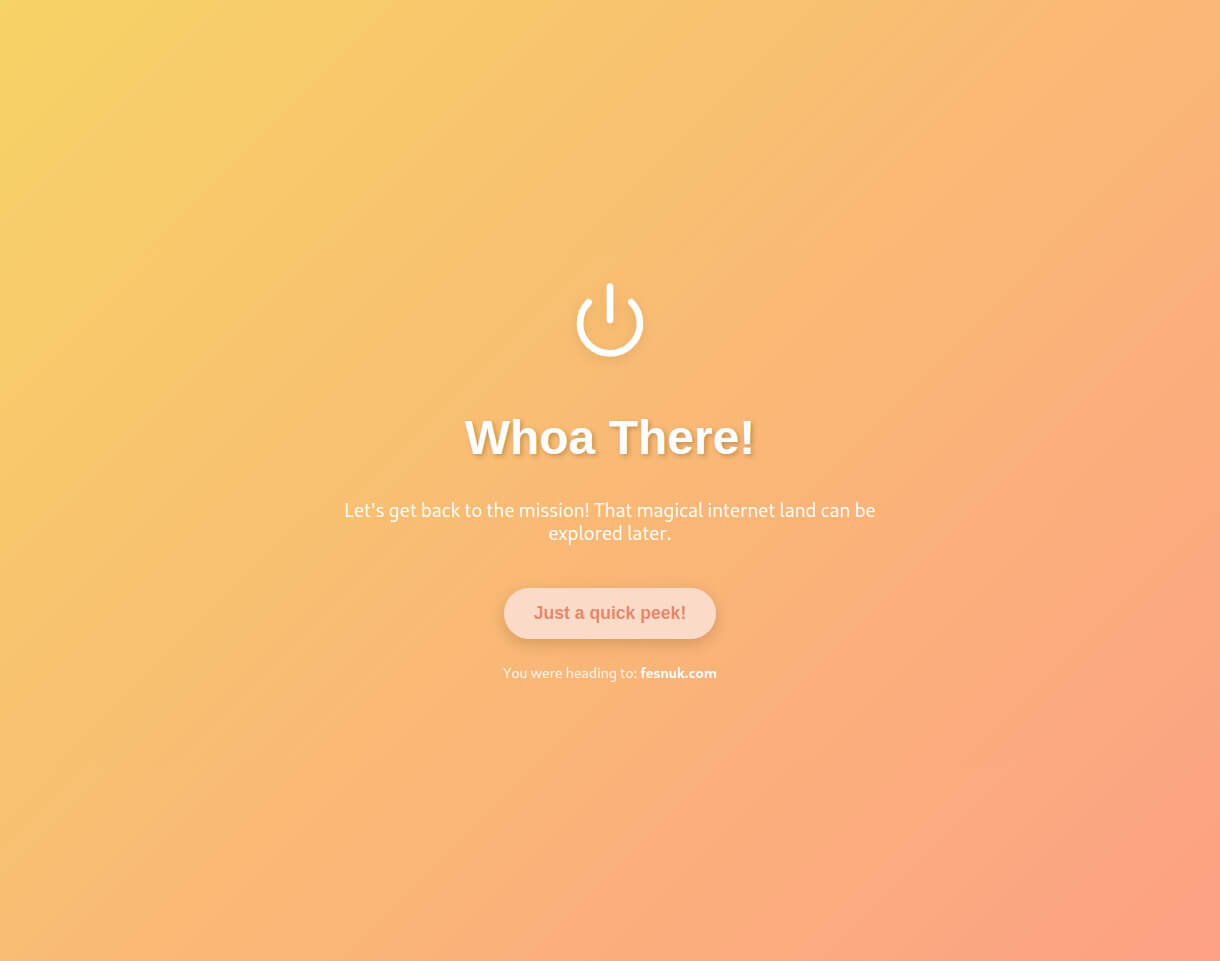 Whoa There!
Let's get back to the mission! That magical internet land can be
explored later.
Just a quick peek!
You were heading to: fesnuk.com